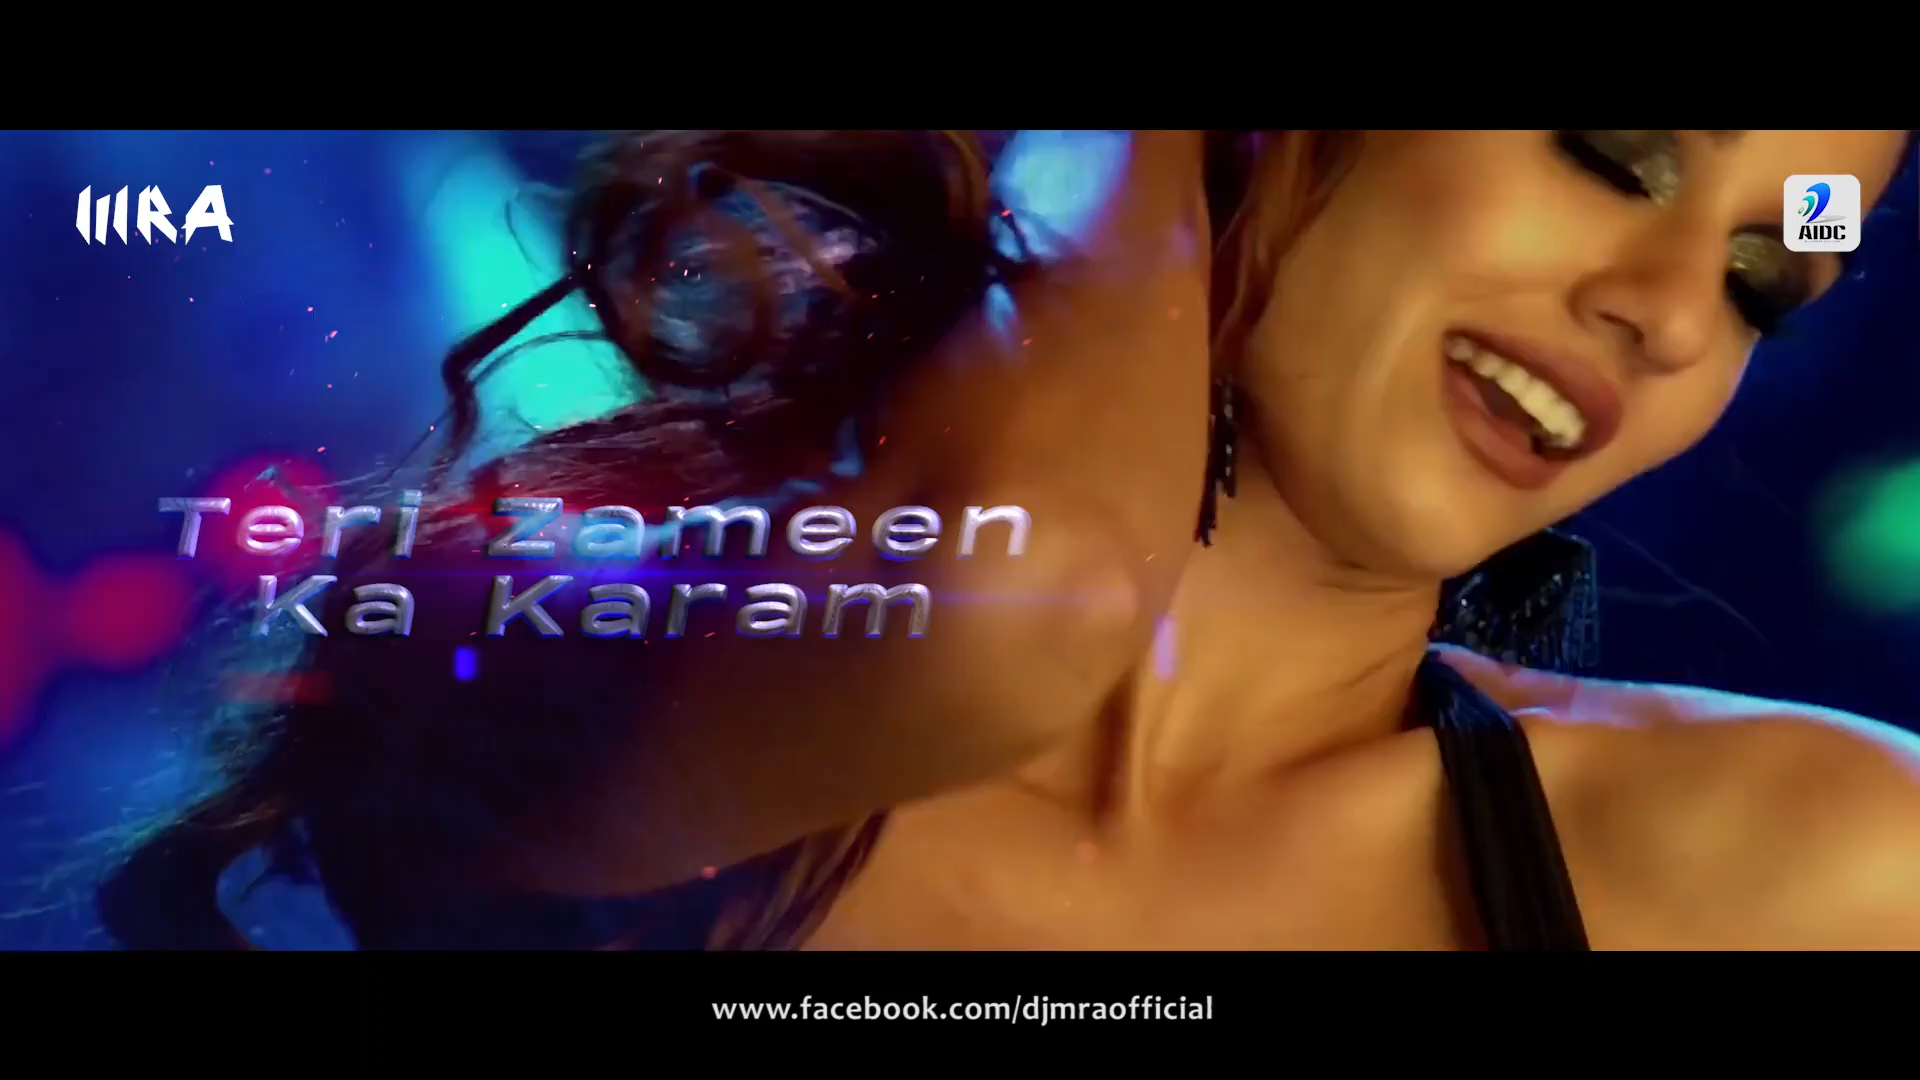 MRA
AIDC
Teri Zameen
Ka Karam
www.facebook.com/djmraofficial